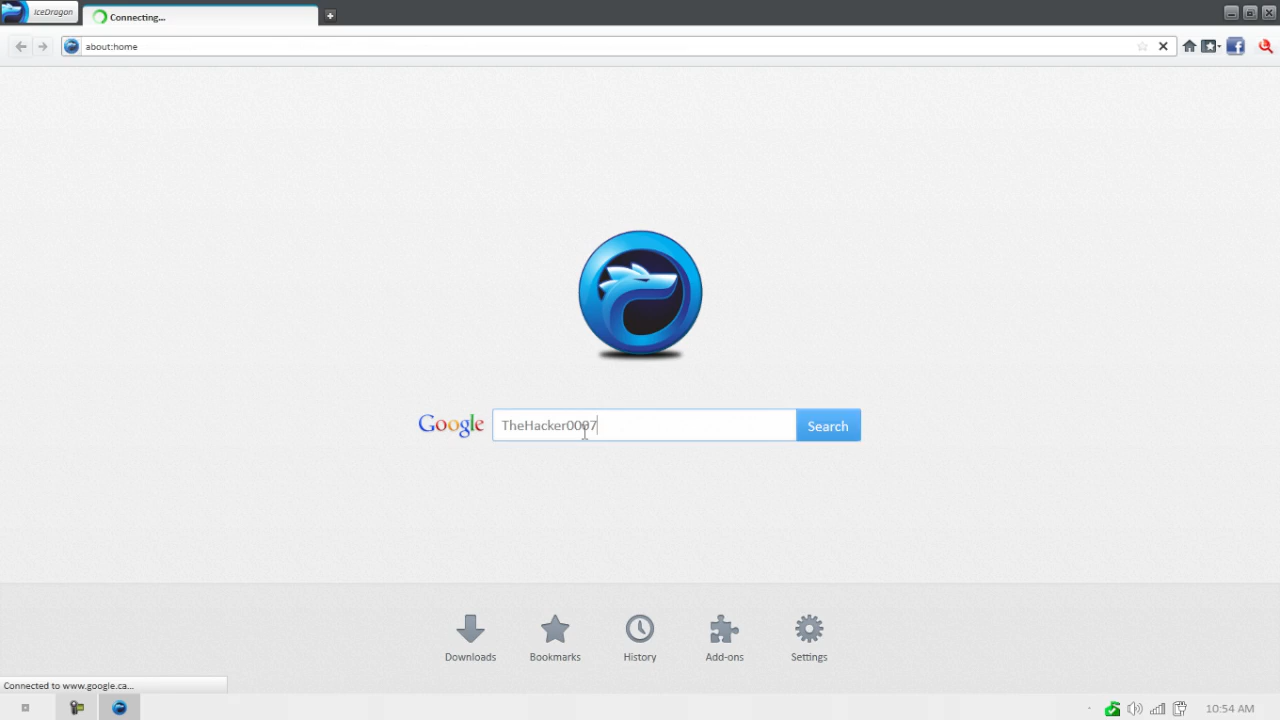 IceDragon
Connecting...
about:home
Google
TheHacker0007
Search
Downloads
Bookmarks
History
Add-ons
Settings
Connected to www.google.ca...
10:54 AM